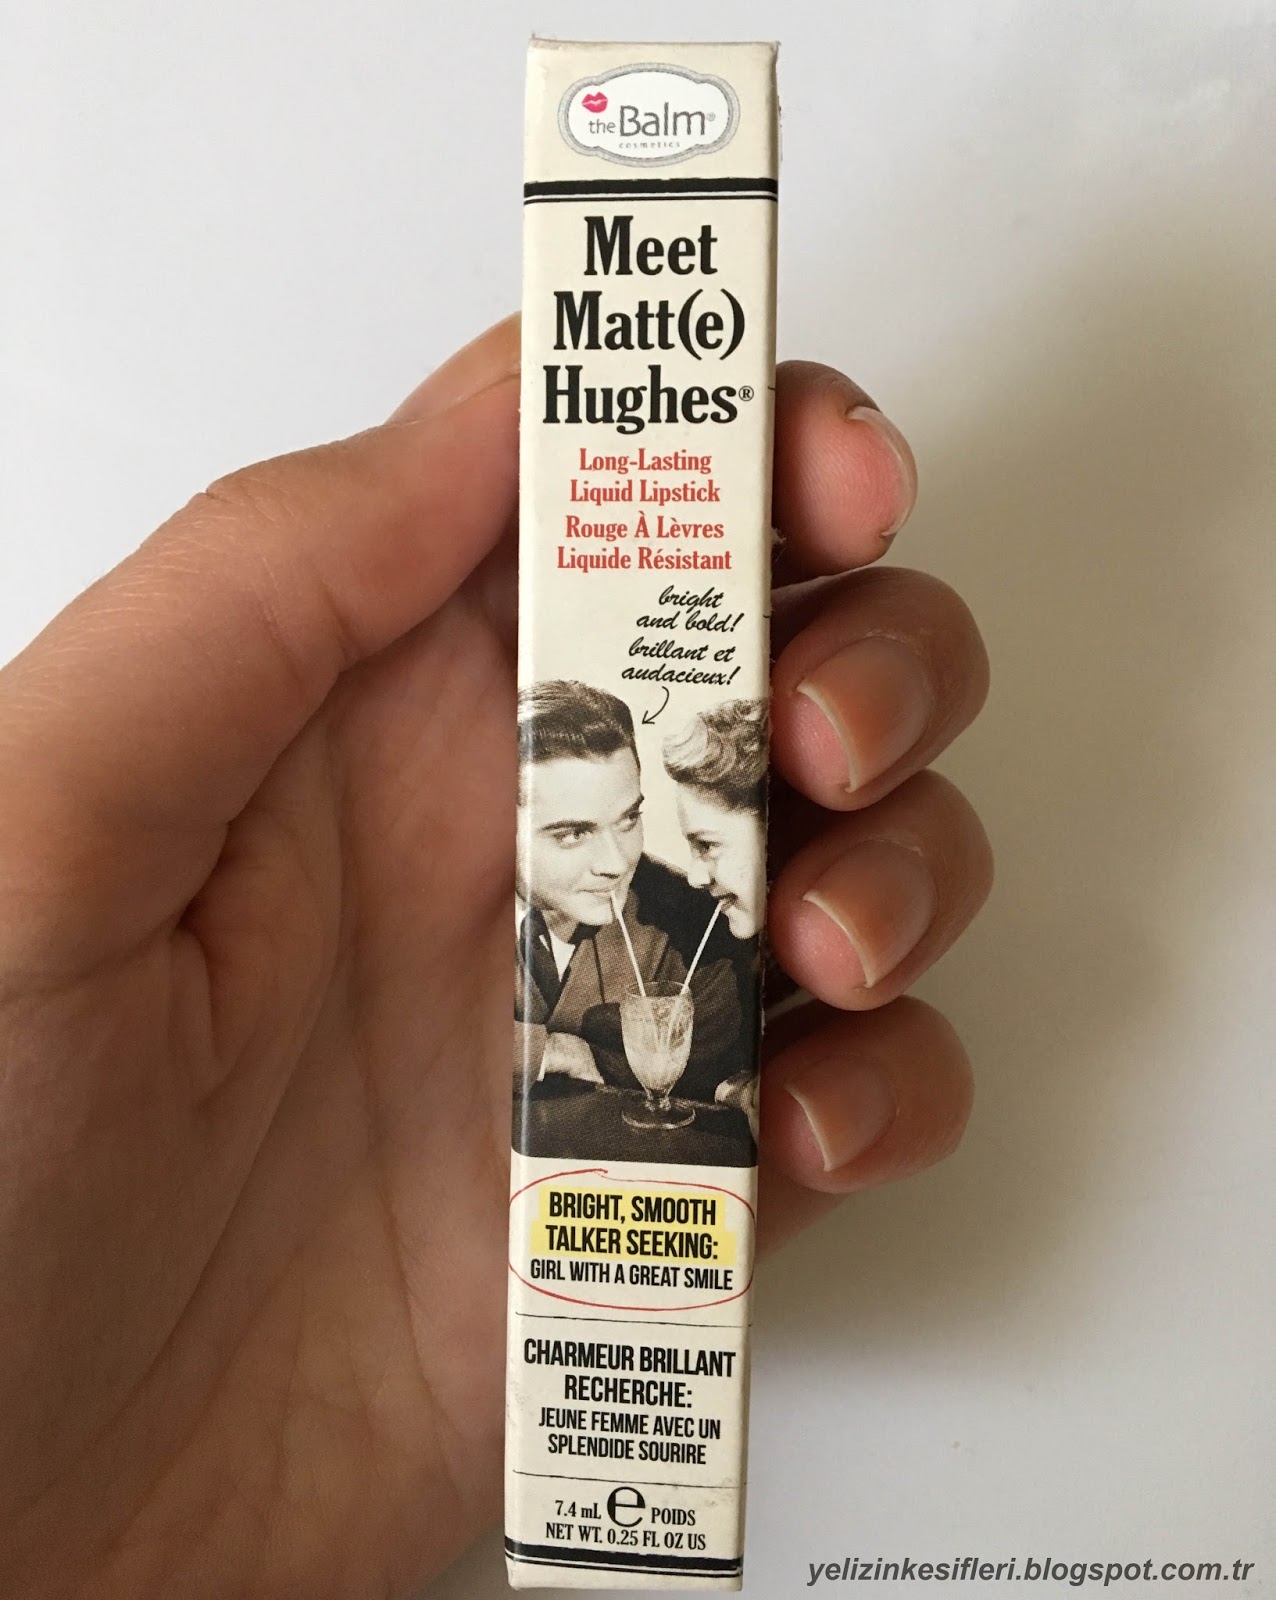 theBalm®
cosmetics
Meet
Matt(e)
Hughes®
Long-Lasting
Liquid Lipstick
Rouge À Lèvres
Liquide Résistant
bright
and bold!
brillant et
audacieux!
BRIGHT, SMOOTH
TALKER SEEKING:
GIRL WITH A GREAT SMILE
CHARMEUR BRILLANT
RECHERCHE:
JEUNE FEMME AVEC UN
SPLENDIDE SOURIRE
7.4 mL ℮ POIDS
NET WT. 0.25 FL OZ US
yelizinkesifleri.blogspot.com.tr